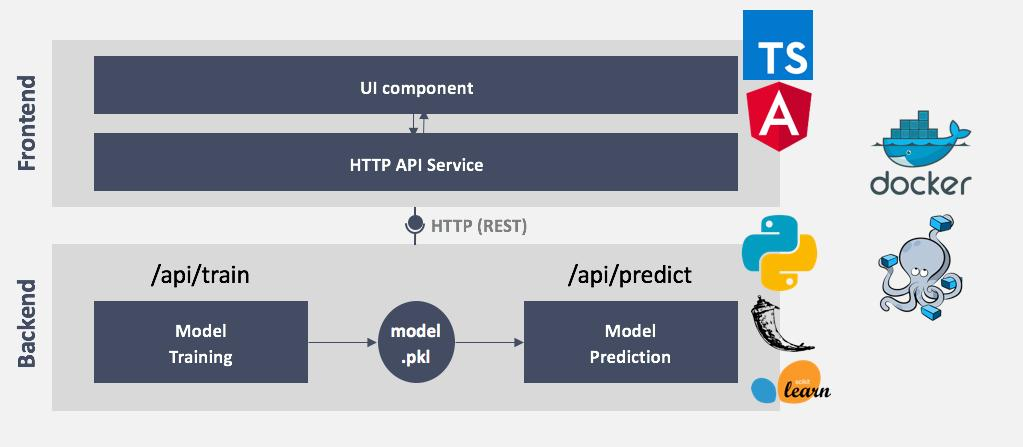 Frontend
UI component
HTTP API Service
TS
A
docker
HTTP (REST)
Backend
/api/train
/api/predict
Model
Training
model
.pkl
Model
Prediction
scikit
learn